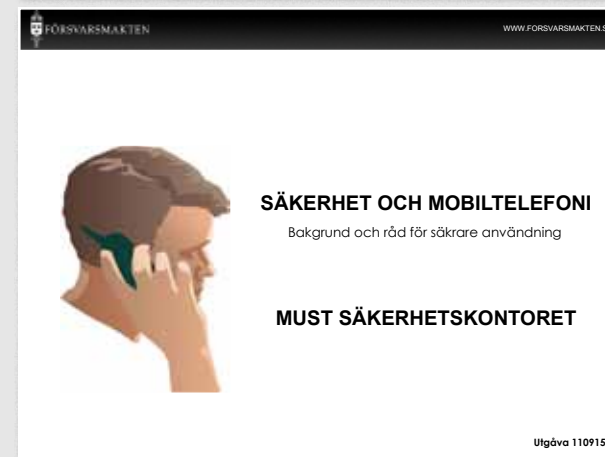 FÖRSVARSMAKTEN
WWW.FORSVARSMAKTEN.S
SÄKERHET OCH MOBILTELEFONI
Bakgrund och råd för säkrare användning
MUST SÄKERHETSKONTORET
Utgåva 110915